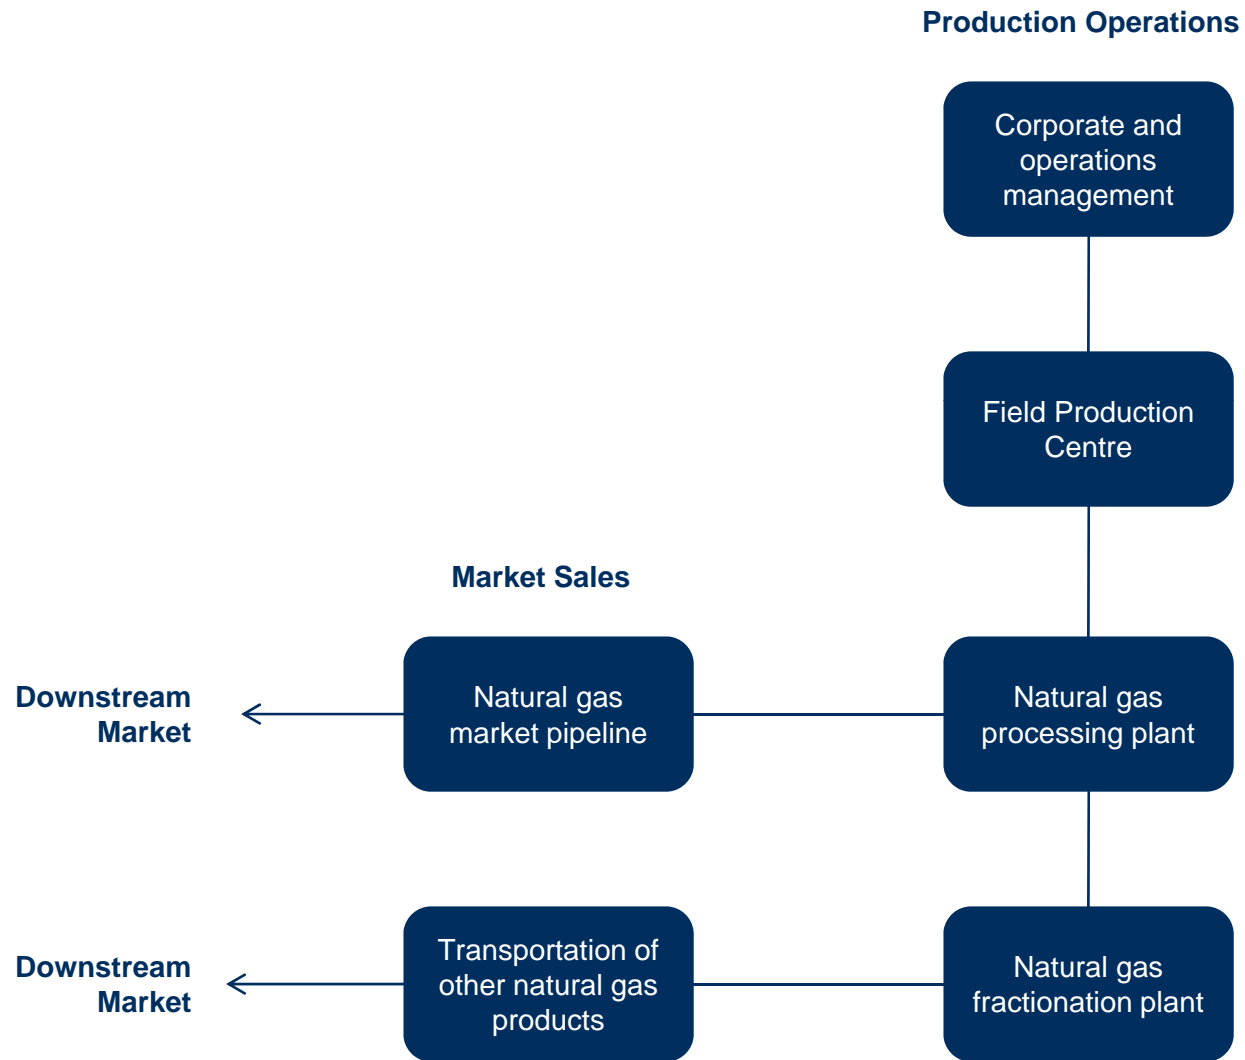 Production Operations
Corporate and
operations
management
Field Production
Centre
Market Sales
Downstream
Market
Natural gas
market pipeline
Natural gas
processing plant
Downstream
Market
Transportation of
other natural gas
products
Natural gas
fractionation plant